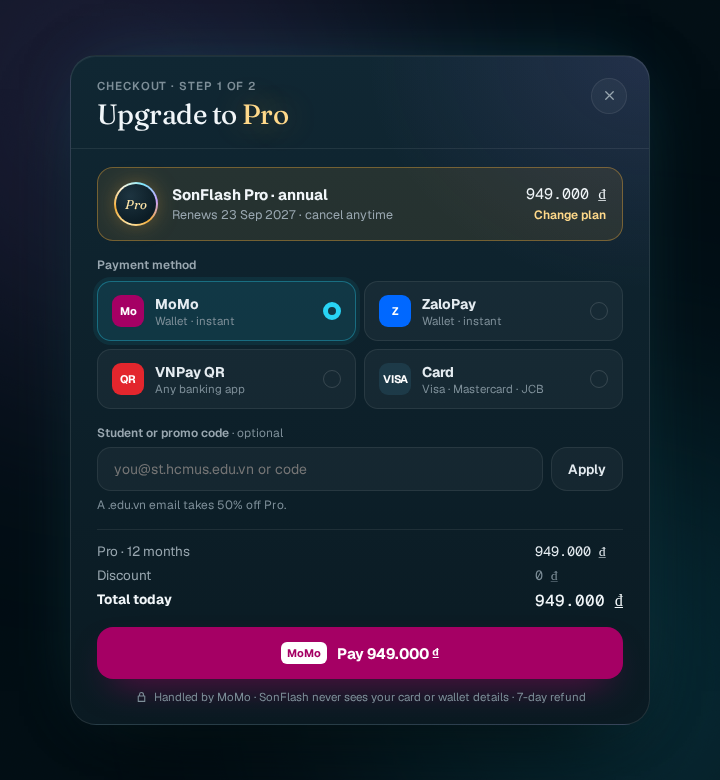 CHECKOUT · STEP 1 OF 2
Upgrade to Pro
×
Pro
SonFlash Pro · annual
949.000 ₫
Renews 23 Sep 2027 · cancel anytime
Change plan
Payment method
Mo
MoMo
Wallet · instant
Z
ZaloPay
Wallet · instant
QR
VNPay QR
Any banking app
VISA
Card
Visa · Mastercard · JCB
Student or promo code · optional
you@st.hcmus.edu.vn or code
Apply
A .edu.vn email takes 50% off Pro.
Pro · 12 months 949.000 ₫
Discount 0 ₫
Total today 949.000 ₫
MoMo Pay 949.000 ₫
Handled by MoMo · SonFlash never sees your card or wallet details · 7-day refund